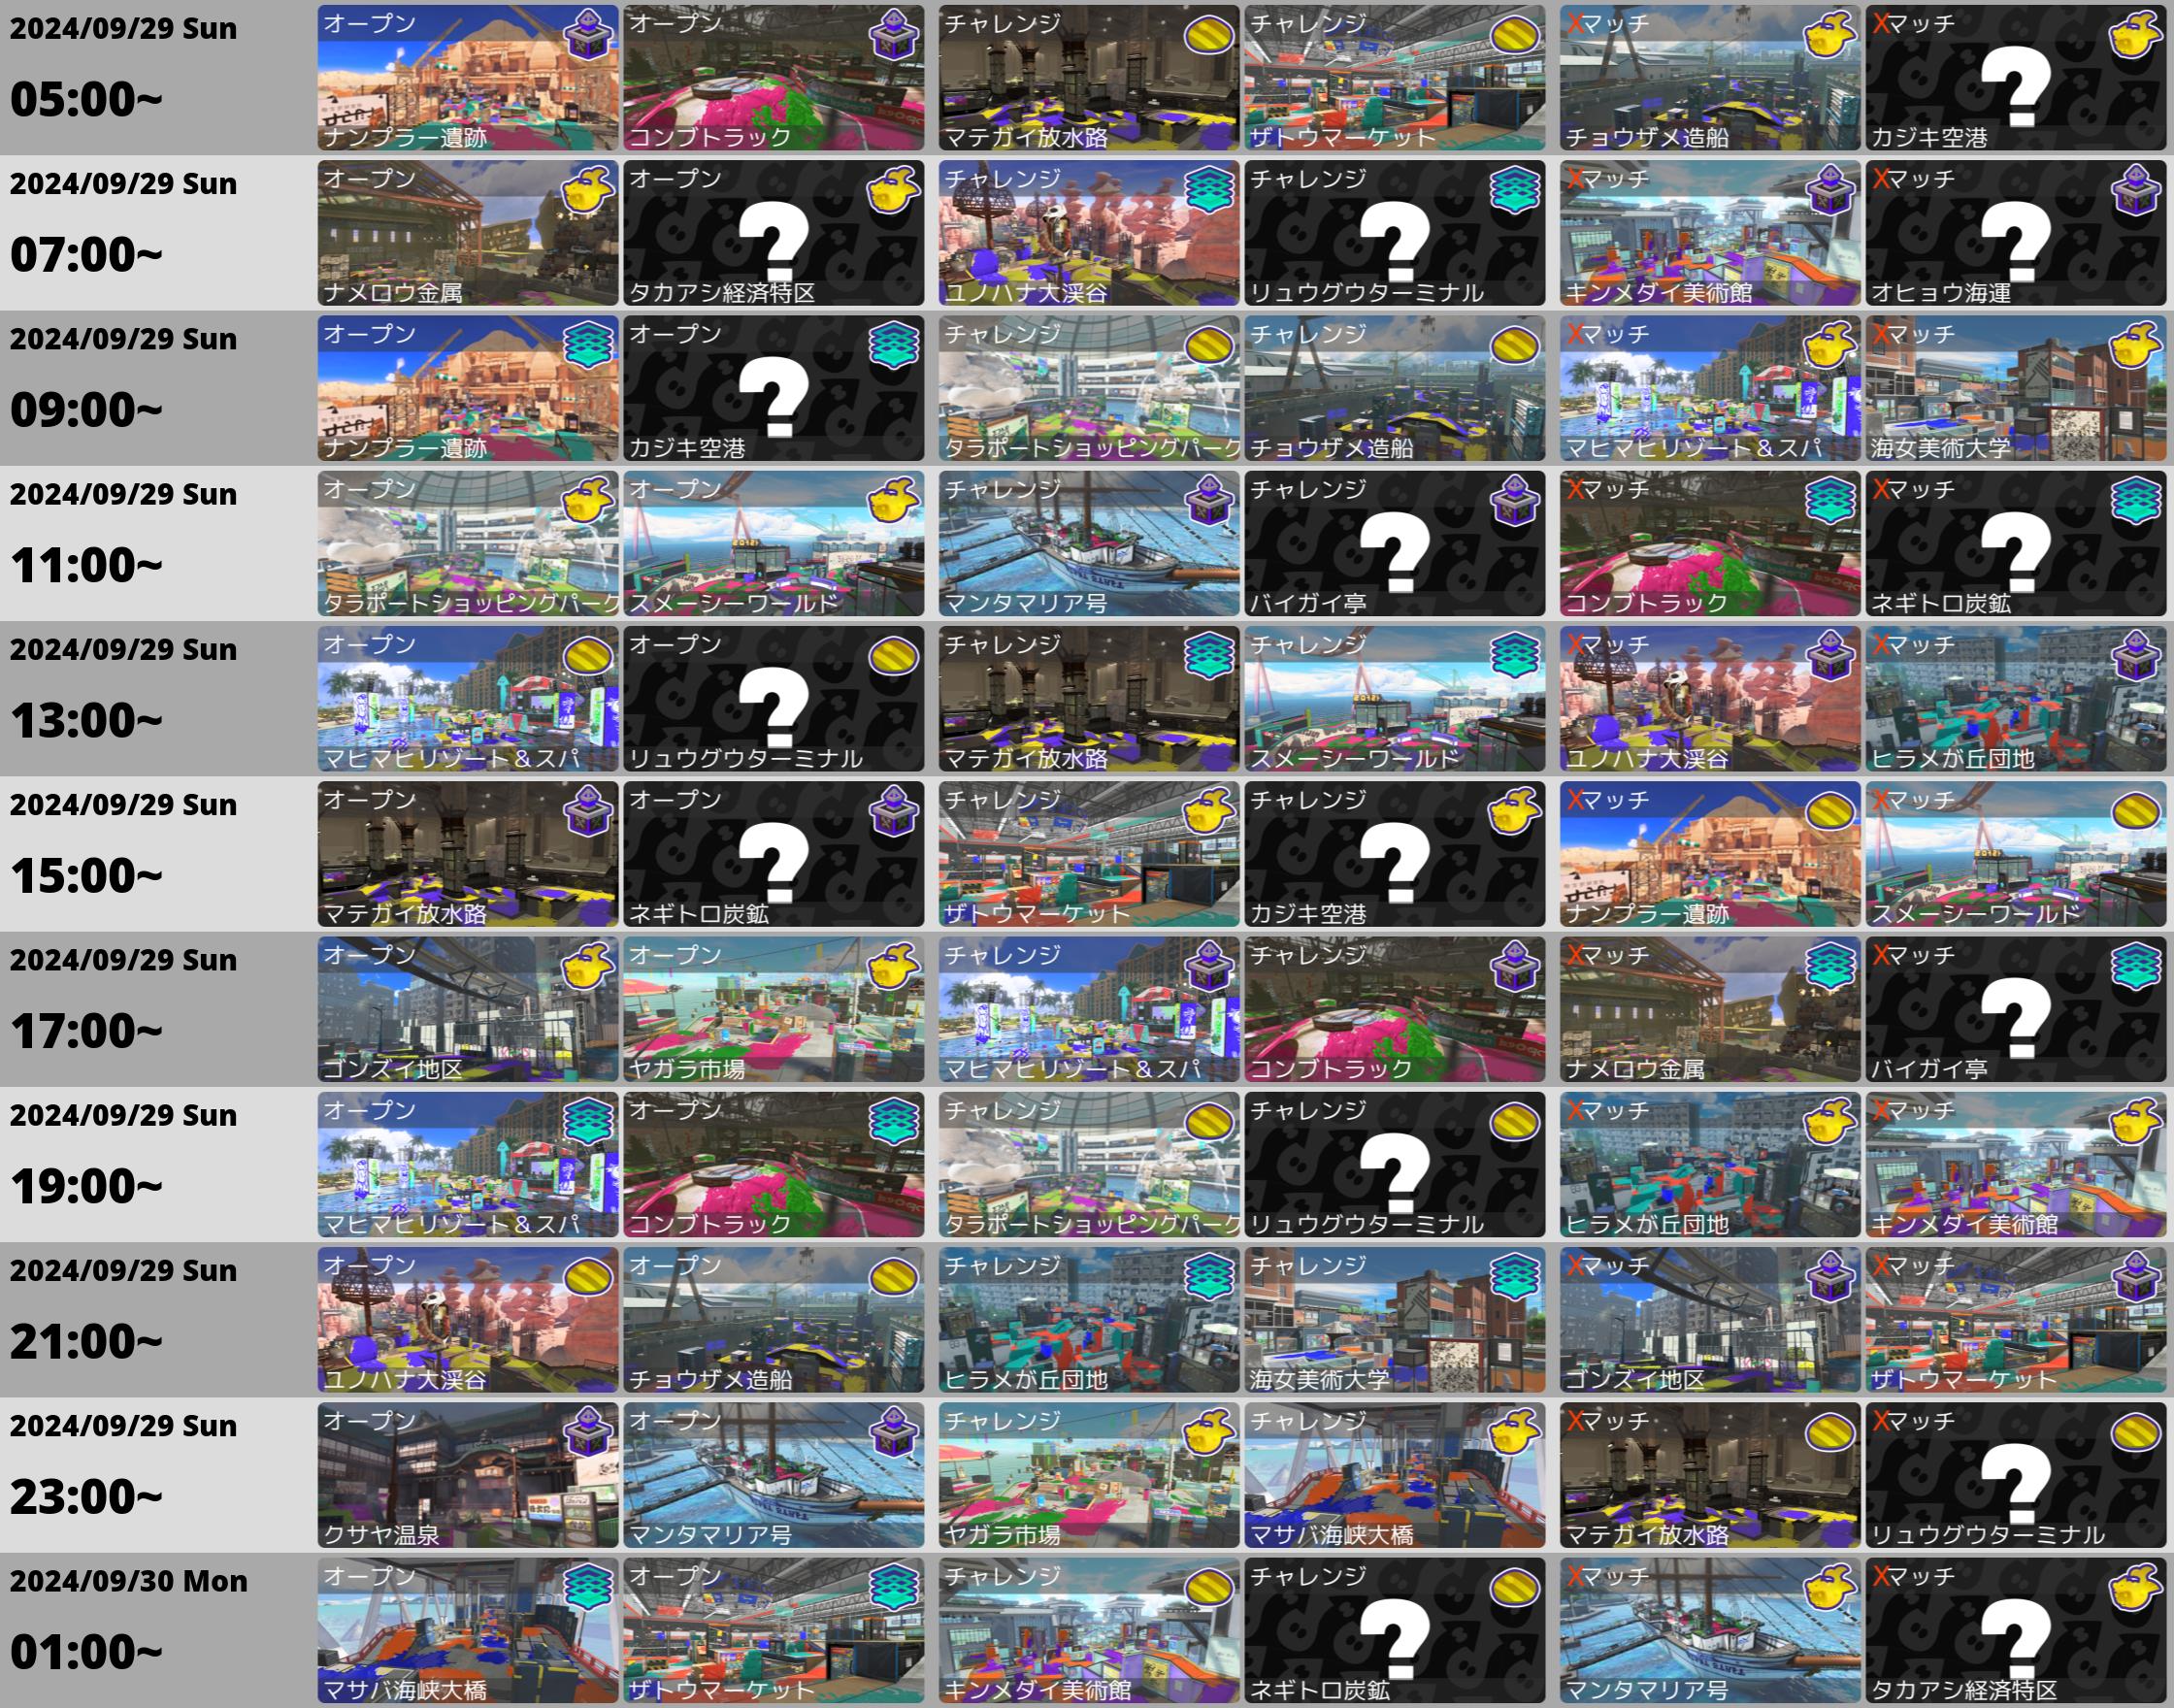 2024/09/29 Sun
05:00~
オープン オープン チャレンジ チャレンジ Xマッチ Xマッチ
ナンプラー遺跡 コンブトラック マテガイ放水路 ザトウマーケット チョウザメ造船 カジキ空港
2024/09/29 Sun
07:00~
オープン オープン チャレンジ チャレンジ Xマッチ Xマッチ
ナメロウ金属 タカアシ経済特区 ユノハナ大渓谷 リュウグウターミナル キンメダイ美術館 オヒョウ海運
2024/09/29 Sun
09:00~
オープン オープン チャレンジ チャレンジ Xマッチ Xマッチ
ナンプラー遺跡 カジキ空港 タラポートショッピングパーク チョウザメ造船 マヒマヒリゾート&スパ 海女美術大学
2024/09/29 Sun
11:00~
オープン オープン チャレンジ チャレンジ Xマッチ Xマッチ
タラポートショッピングパーク スメーシーワールド マンタマリア号 バイガイ亭 コンブトラック ネギトロ炭鉱
2024/09/29 Sun
13:00~
オープン オープン チャレンジ チャレンジ Xマッチ Xマッチ
マヒマヒリゾート&スパ リュウグウターミナル マテガイ放水路 スメーシーワールド ユノハナ大渓谷 ヒラメが丘団地
2024/09/29 Sun
15:00~
オープン オープン チャレンジ チャレンジ Xマッチ Xマッチ
マテガイ放水路 ネギトロ炭鉱 ザトウマーケット カジキ空港 ナンプラー遺跡 スメーシーワールド
2024/09/29 Sun
17:00~
オープン オープン チャレンジ チャレンジ Xマッチ Xマッチ
ゴンズイ地区 ヤガラ市場 マヒマヒリゾート&スパ コンブトラック ナメロウ金属 バイガイ亭
2024/09/29 Sun
19:00~
オープン オープン チャレンジ チャレンジ Xマッチ Xマッチ
マヒマヒリゾート&スパ コンブトラック タラポートショッピングパーク リュウグウターミナル ヒラメが丘団地 キンメダイ美術館
2024/09/29 Sun
21:00~
オープン オープン チャレンジ チャレンジ Xマッチ Xマッチ
ユノハナ大渓谷 チョウザメ造船 ヒラメが丘団地 海女美術大学 ゴンズイ地区 ザトウマーケット
2024/09/29 Sun
23:00~
オープン オープン チャレンジ チャレンジ Xマッチ Xマッチ
クサヤ温泉 マンタマリア号 ヤガラ市場 マサバ海峡大橋 マテガイ放水路 リュウグウターミナル
2024/09/30 Mon
01:00~
オープン オープン チャレンジ チャレンジ Xマッチ Xマッチ
マサバ海峡大橋 ザトウマーケット キンメダイ美術館 ネギトロ炭鉱 マンタマリア号 タカアシ経済特区